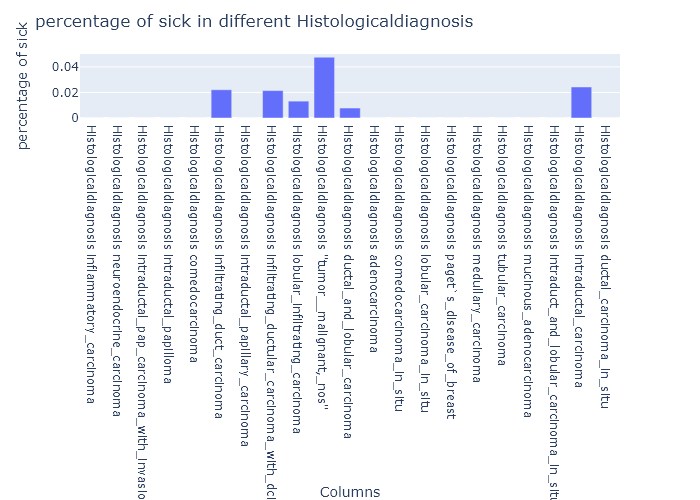 percentage of sick in different Histologicaldiagnosis
percentage of sick
0.04
0.02
0
Histologicaldiagnosis inflammatory_carcinoma
Histologicaldiagnosis neuroendocrine_carcinoma
Histologicaldiagnosis intraductal_pap_carcinoma_with_invasio
Histologicaldiagnosis intraductal_papilloma
Histologicaldiagnosis comedocarcinoma
Histologicaldiagnosis infiltrating_duct_carcinoma
Histologicaldiagnosis intraductal_papillary_carcinoma
Histologicaldiagnosis infiltrating_ductular_carcinoma_with_dci
Histologicaldiagnosis lobular_infiltrating_carcinoma
Histologicaldiagnosis "tumor__malignant,_nos"
Histologicaldiagnosis ductal_and_lobular_carcinoma
Histologicaldiagnosis adenocarcinoma
Histologicaldiagnosis comedocarcinoma_in_situ
Histologicaldiagnosis lobular_carcinoma_in_situ
Histologicaldiagnosis paget`s_disease_of_breast
Histologicaldiagnosis medullary_carcinoma
Histologicaldiagnosis tubular_carcinoma
Histologicaldiagnosis mucinous_adenocarcinoma
Histologicaldiagnosis intraduct_and_lobular_carcinoma_in_situ
Histologicaldiagnosis intraductal_carcinoma
Histologicaldiagnosis ductal_carcinoma_in_situ
Columns